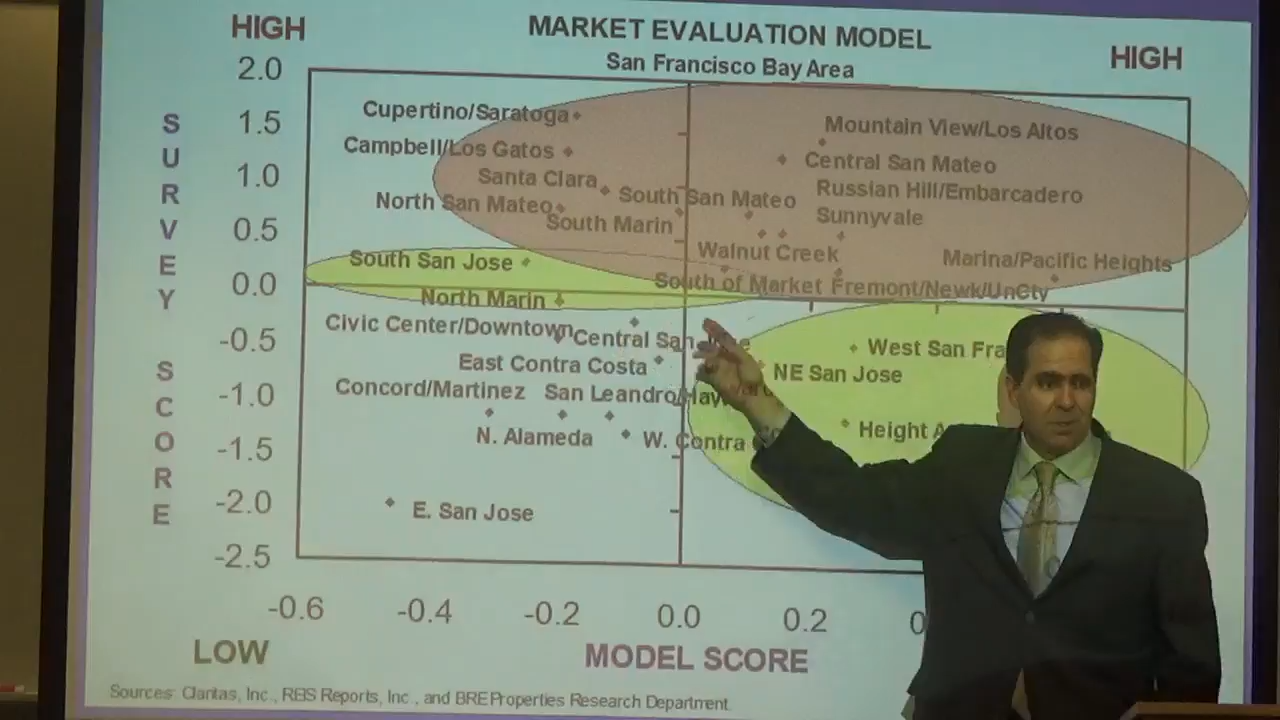 MARKET EVALUATION MODEL
San Francisco Bay Area
HIGH
HIGH
2.0
1.5
1.0
0.5
0.0
-0.5
-1.0
-1.5
-2.0
-2.5
SURVEY SCORE
Cupertino/Saratoga
Mountain View/Los Altos
Campbell/Los Gatos
Central San Mateo
Santa Clara
South San Mateo
Russian Hill/Embarcadero
North San Mateo
South Marin
Sunnyvale
Walnut Creek
Marina/Pacific Heights
South San Jose
South of Market
Fremont/Newk/UnCty
North Marin
Civic Center/Downtown
Central San
West San Fra
East Contra Costa
NE San Jose
Concord/Martinez
San Leandro/Hayward
N. Alameda
W. Contra
Height A
E. San Jose
-0.6
-0.4
-0.2
0.0
0.2
0
LOW
MODEL SCORE
Sources: Claritas, Inc., REIS Reports, Inc., and BRE Properties Research Department.